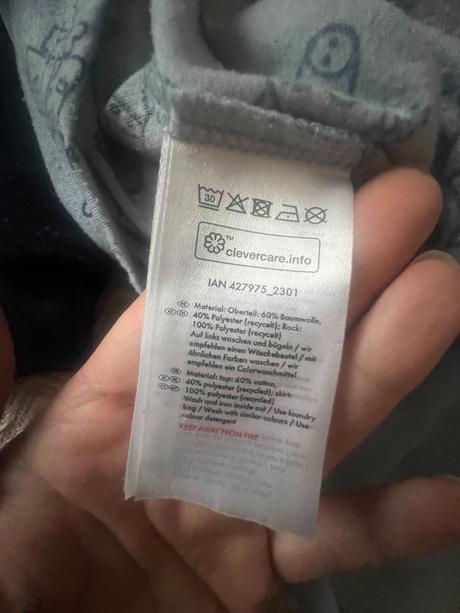 30
™
clevercare.info
IAN 427975_2301
Material: Oberteil: 60% Baumwolle,
40% Polyester (recycelt); Rock:
100% Polyester (recycelt)
Auf links waschen und bügeln / wir
empfehlen einen Wäschebeutel / mit
ähnlichen Farben waschen / wir
empfehlen ein Colorwaschmittel
Material: top: 60% cotton,
40% polyester (recycled); skirt:
100% polyester (recycled)
Wash and iron inside out / Use laundry
bag / Wash with similar colours / Use
colour detergent
KEEP AWAY FROM FIRE